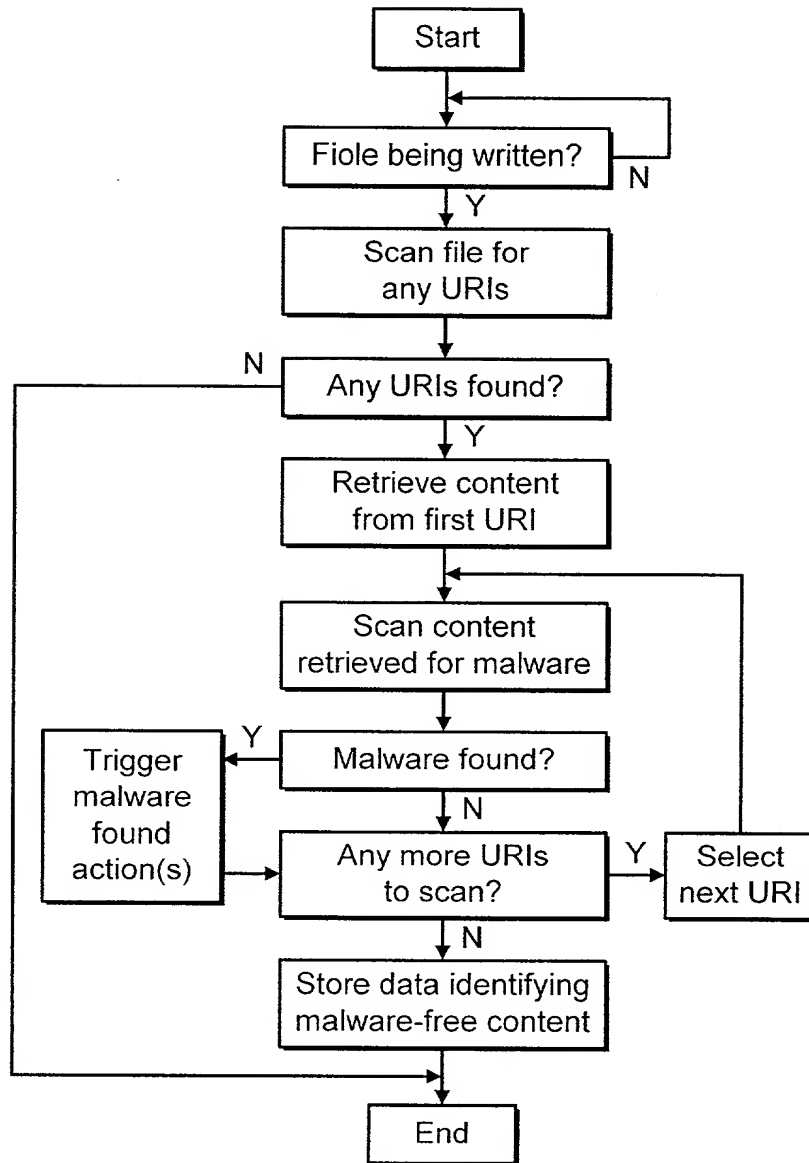 Start
Fiole being written?
N
Y
Scan file for
any URIs
N
Any URIs found?
Y
Retrieve content
from first URI
Scan content
retrieved for malware
Y
Malware found?
Trigger
malware
found
action(s)
N
Any more URIs
to scan?
Y
Select
next URI
N
Store data identifying
malware-free content
End